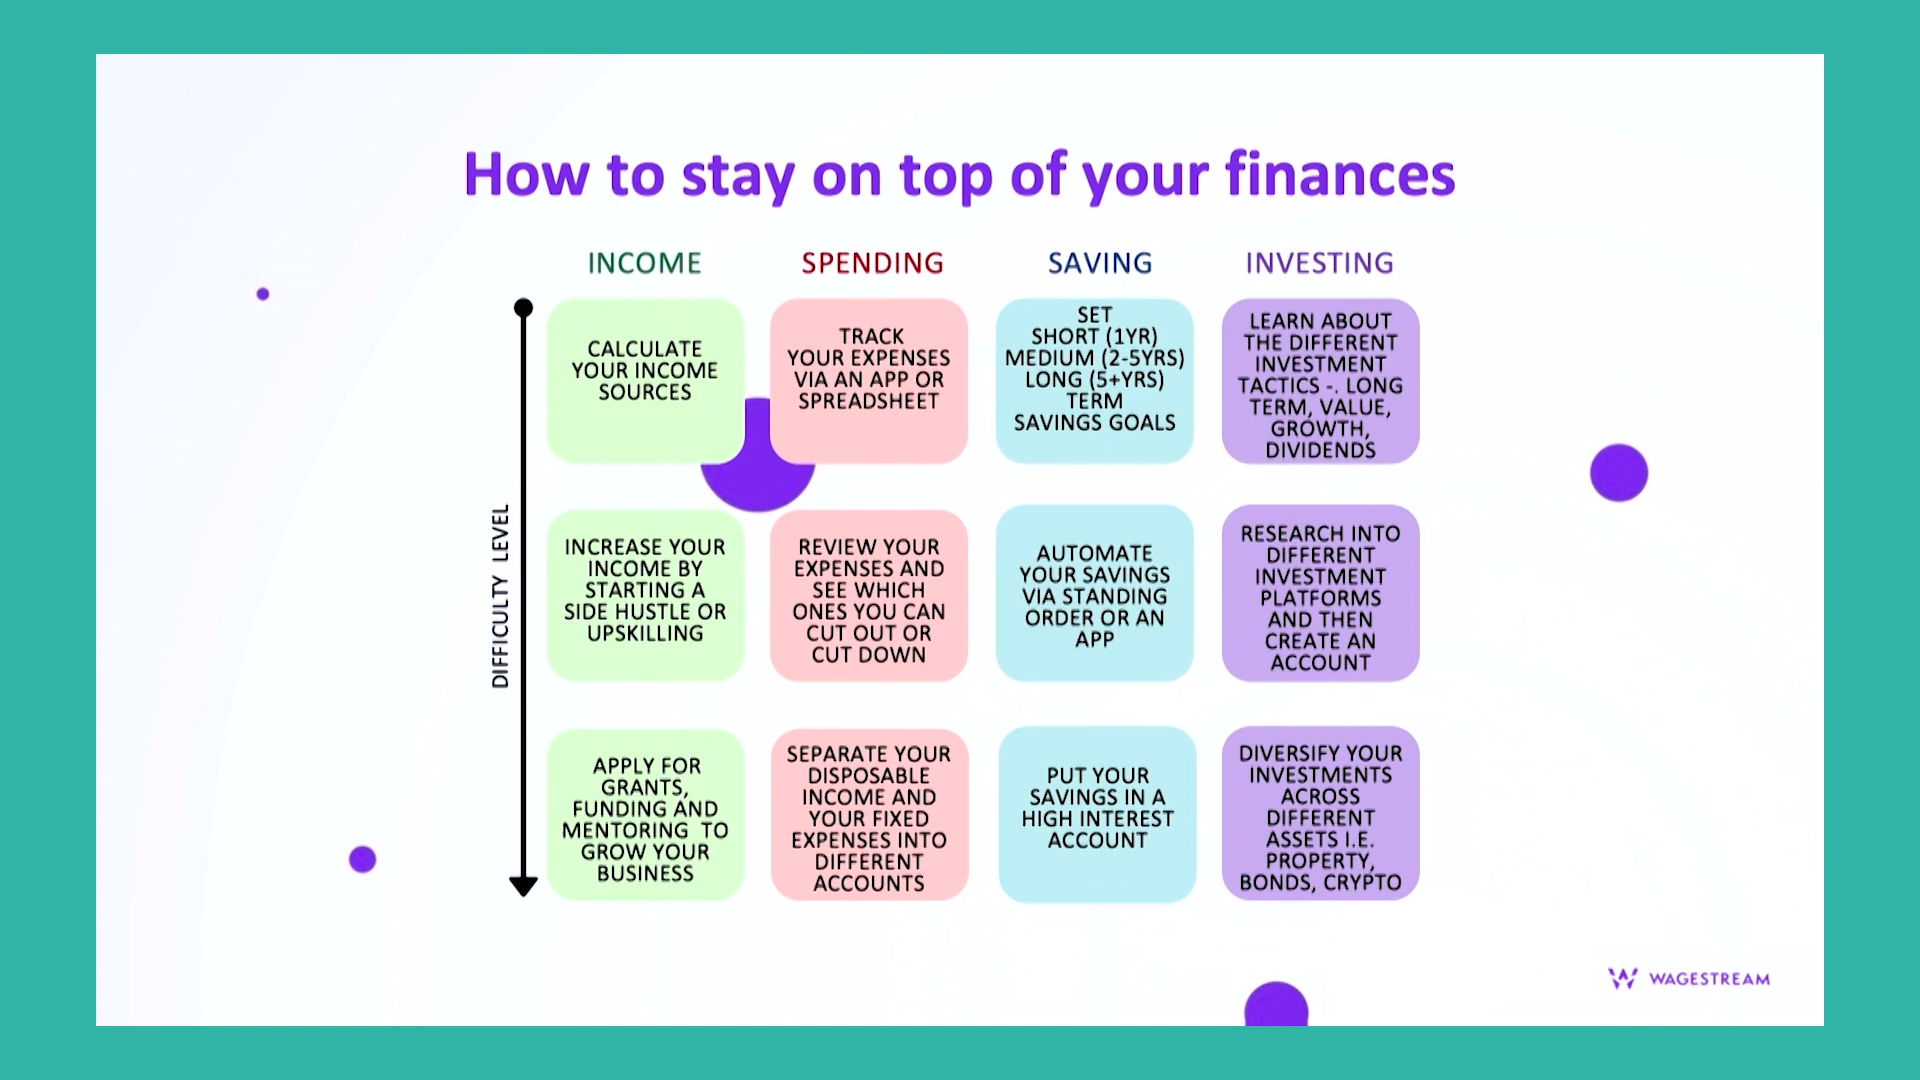 How to stay on top of your finances
INCOME
SPENDING
SAVING
INVESTING
DIFFICULTY LEVEL
CALCULATE
YOUR INCOME
SOURCES
TRACK
YOUR EXPENSES
VIA AN APP OR
SPREADSHEET
SET
SHORT (1YR)
MEDIUM (2-5YRS)
LONG (5+YRS)
TERM
SAVINGS GOALS
LEARN ABOUT
THE DIFFERENT
INVESTMENT
TACTICS -. LONG
TERM, VALUE,
GROWTH,
DIVIDENDS
INCREASE YOUR
INCOME BY
STARTING A
SIDE HUSTLE OR
UPSKILLING
REVIEW YOUR
EXPENSES AND
SEE WHICH
ONES YOU CAN
CUT OUT OR
CUT DOWN
AUTOMATE
YOUR SAVINGS
VIA STANDING
ORDER OR AN
APP
RESEARCH INTO
DIFFERENT
INVESTMENT
PLATFORMS
AND THEN
CREATE AN
ACCOUNT
APPLY FOR
GRANTS,
FUNDING AND
MENTORING TO
GROW YOUR
BUSINESS
SEPARATE YOUR
DISPOSABLE
INCOME AND
YOUR FIXED
EXPENSES INTO
DIFFERENT
ACCOUNTS
PUT YOUR
SAVINGS IN A
HIGH INTEREST
ACCOUNT
DIVERSIFY YOUR
INVESTMENTS
ACROSS
DIFFERENT
ASSETS I.E.
PROPERTY,
BONDS, CRYPTO
WAGESTREAM